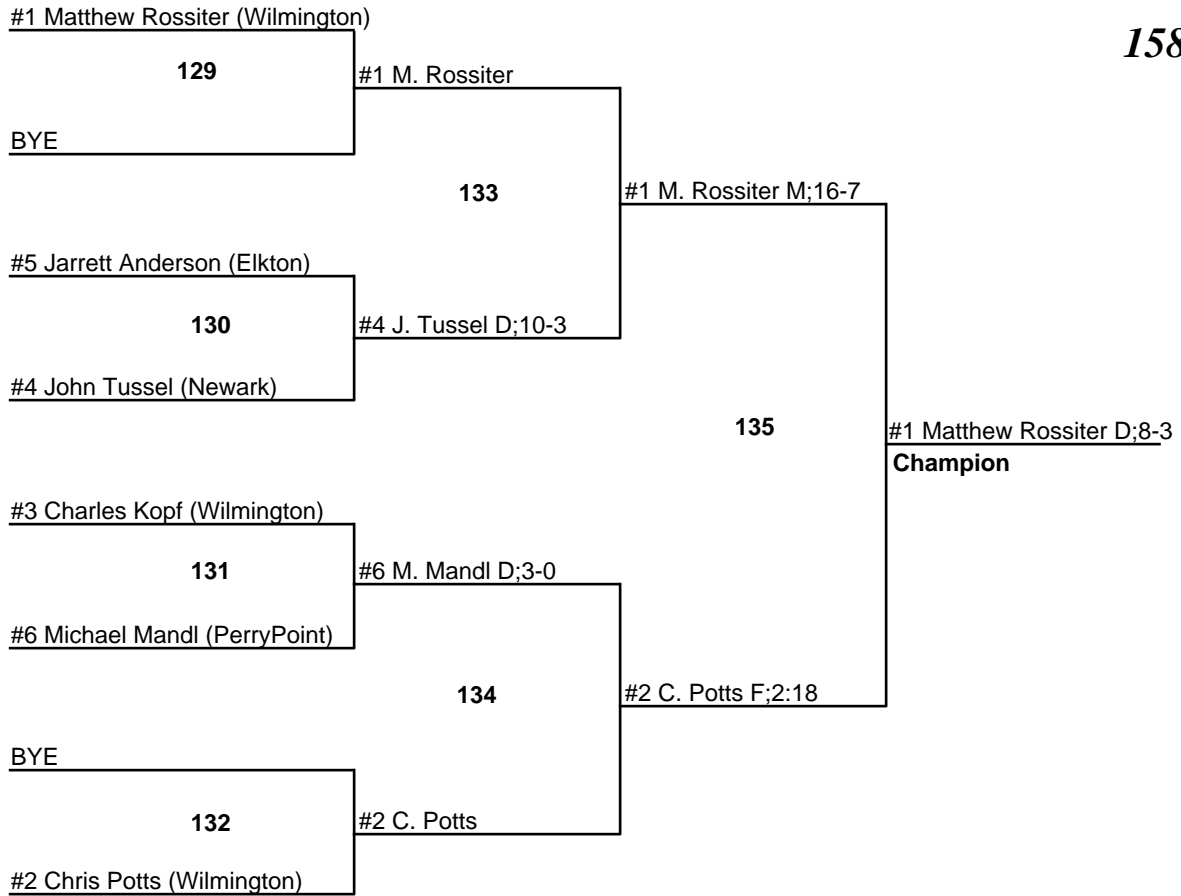 #1 Matthew Rossiter (Wilmington)
158
129
#1 M. Rossiter
BYE
133
#1 M. Rossiter M;16-7
#5 Jarrett Anderson (Elkton)
130
#4 J. Tussel D;10-3
#4 John Tussel (Newark)
135
#1 Matthew Rossiter D;8-3
Champion
#3 Charles Kopf (Wilmington)
131
#6 M. Mandl D;3-0
#6 Michael Mandl (PerryPoint)
134
#2 C. Potts F;2:18
BYE
132
#2 C. Potts
#2 Chris Potts (Wilmington)